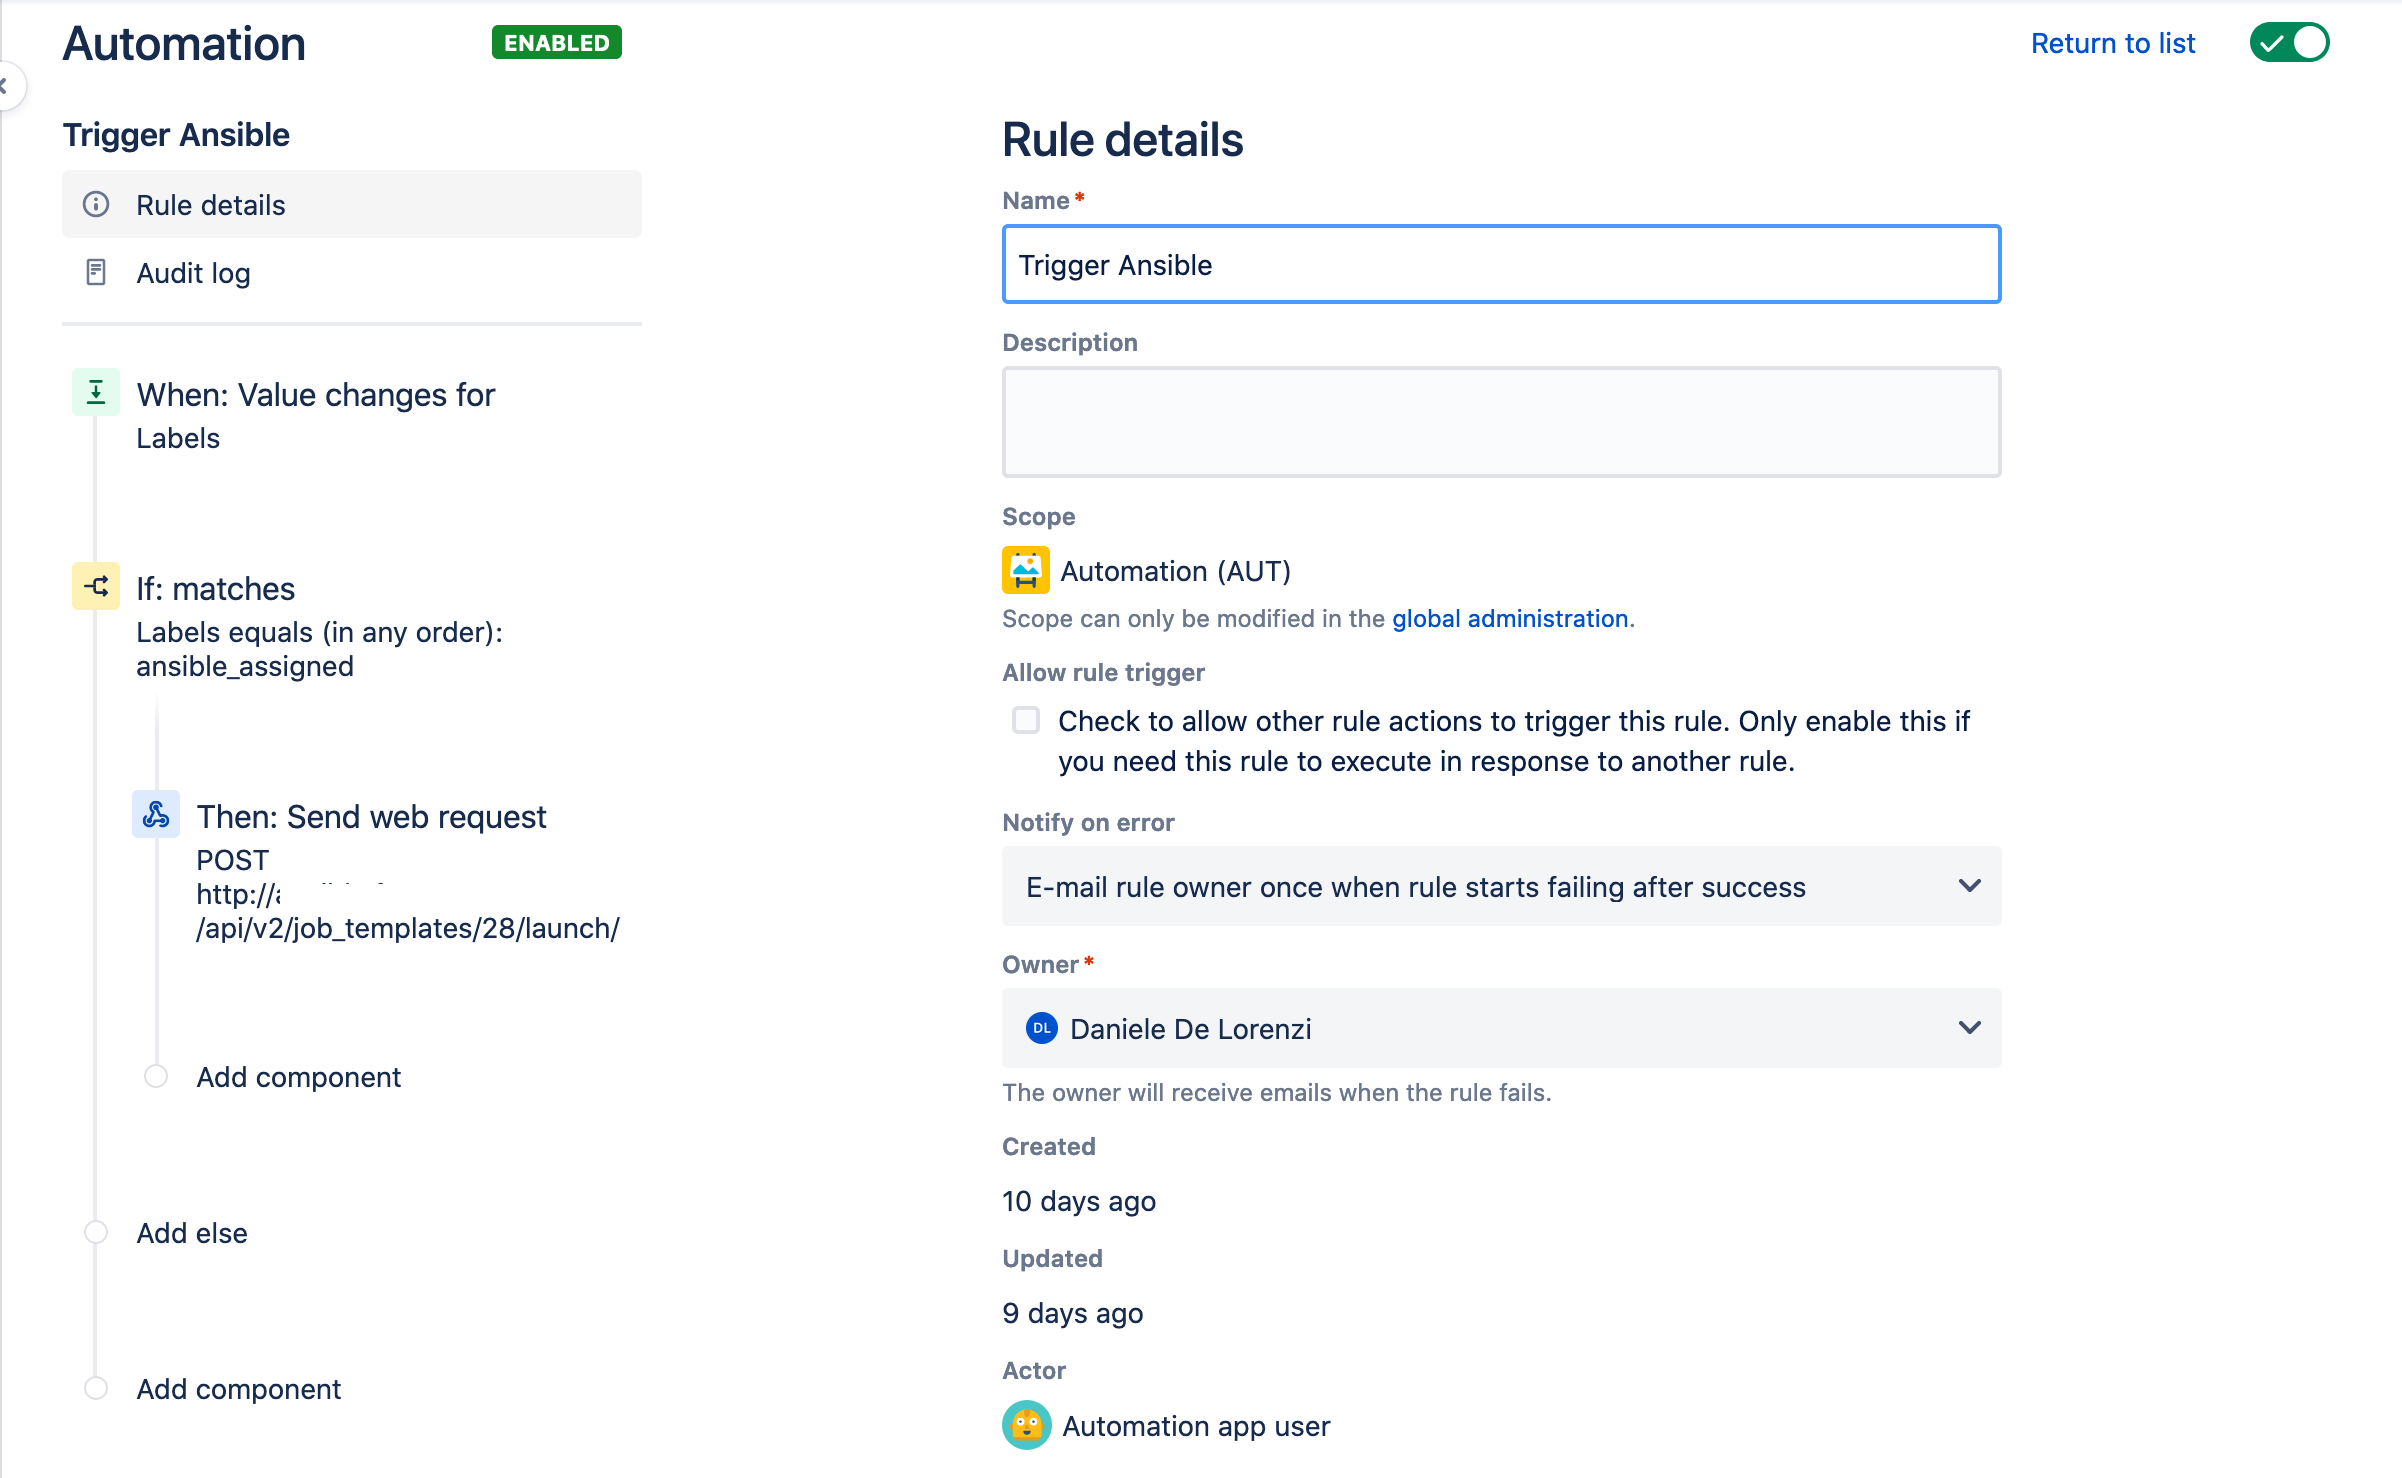 Automation
ENABLED
Return to list
Trigger Ansible
Rule details
Audit log
When: Value changes for
Labels
If: matches
Labels equals (in any order):
ansible_assigned
Then: Send web request
POST
http://
/api/v2/job_templates/28/launch/
Add component
Add else
Add component
Rule details
Name*
Trigger Ansible
Description
Scope
Automation (AUT)
Scope can only be modified in the global administration.
Allow rule trigger
Check to allow other rule actions to trigger this rule. Only enable this if
you need this rule to execute in response to another rule.
Notify on error
E-mail rule owner once when rule starts failing after success
Owner*
DL Daniele De Lorenzi
The owner will receive emails when the rule fails.
Created
10 days ago
Updated
9 days ago
Actor
Automation app user